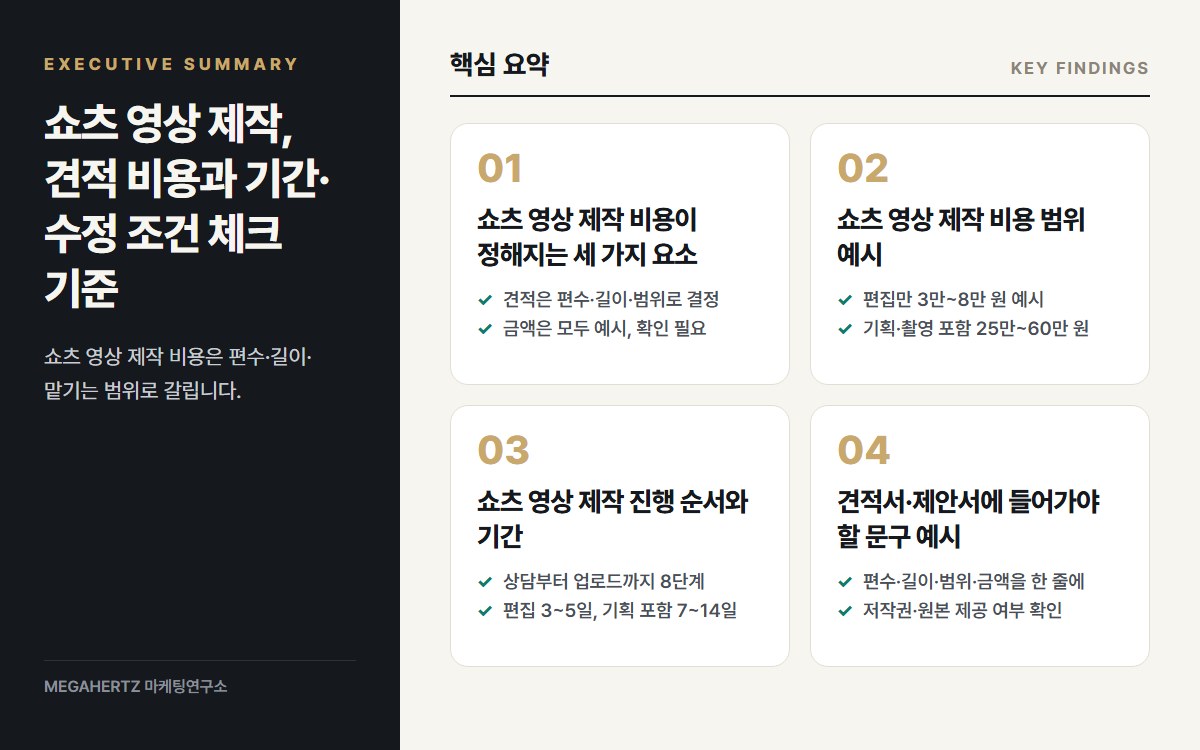 EXECUTIVE SUMMARY
쇼츠 영상 제작,
견적 비용과 기간·
수정 조건 체크
기준
쇼츠 영상 제작 비용은 편수·길이·
맡기는 범위로 갈립니다.
MEGAHERTZ 마케팅연구소
핵심 요약
KEY FINDINGS
01
쇼츠 영상 제작 비용이
정해지는 세 가지 요소
견적은 편수·길이·범위로 결정
금액은 모두 예시, 확인 필요
02
쇼츠 영상 제작 비용 범위
예시
편집만 3만~8만 원 예시
기획·촬영 포함 25만~60만 원
03
쇼츠 영상 제작 진행 순서와
기간
상담부터 업로드까지 8단계
편집 3~5일, 기획 포함 7~14일
04
견적서·제안서에 들어가야
할 문구 예시
편수·길이·범위·금액을 한 줄에
저작권·원본 제공 여부 확인